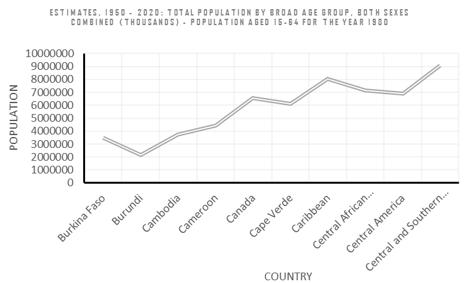 ESTIMATES, 1950 - 2020: TOTAL POPULATION BY BROAD AGE GROUP, BOTH SEXES
COMBINED (THOUSANDS) - POPULATION AGED 15-64 FOR THE YEAR 1980
POPULATION
10000000
9000000
8000000
7000000
6000000
5000000
4000000
3000000
2000000
1000000
0
Burkina Faso
Burundi
Cambodia
Cameroon
Canada
Cape Verde
Caribbean
Central African...
Central America
Central and Southern...
COUNTRY